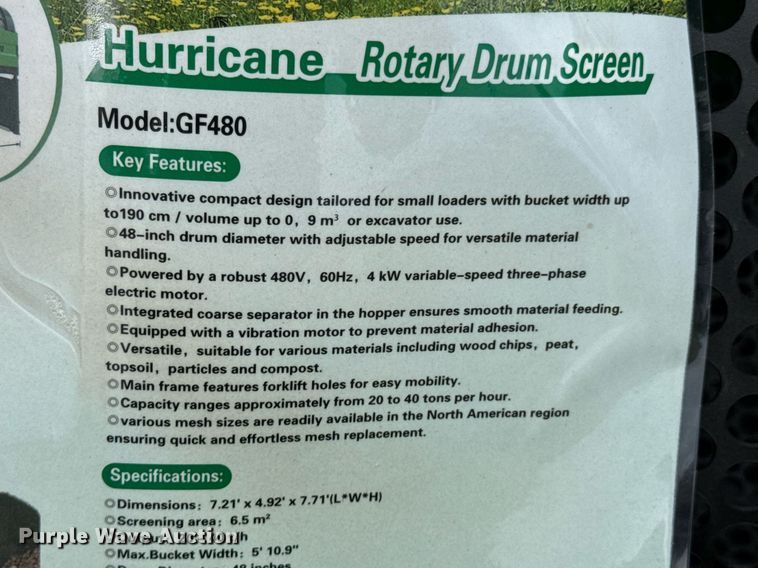 Hurricane Rotary Drum Screen
Model:GF480
Key Features:
◎Innovative compact design tailored for small loaders with bucket width up
to190 cm / volume up to 0, 9 m³ or excavator use.
◎48-inch drum diameter with adjustable speed for versatile material
handling.
◎Powered by a robust 480V, 60Hz, 4 kW variable-speed three-phase
electric motor.
◎Integrated coarse separator in the hopper ensures smooth material feeding.
◎Equipped with a vibration motor to prevent material adhesion.
◎Versatile, suitable for various materials including wood chips, peat,
topsoil, particles and compost.
◎Main frame features forklift holes for easy mobility.
◎Capacity ranges approximately from 20 to 40 tons per hour.
◎various mesh sizes are readily available in the North American region
ensuring quick and effortless mesh replacement.
Specifications:
◎Dimensions: 7.21' x 4.92' x 7.71'(L*W*H)
◎Screening area: 6.5 m²
Purple Wave Auction
◎Max.Bucket Width: 5' 10.9"
48 inches